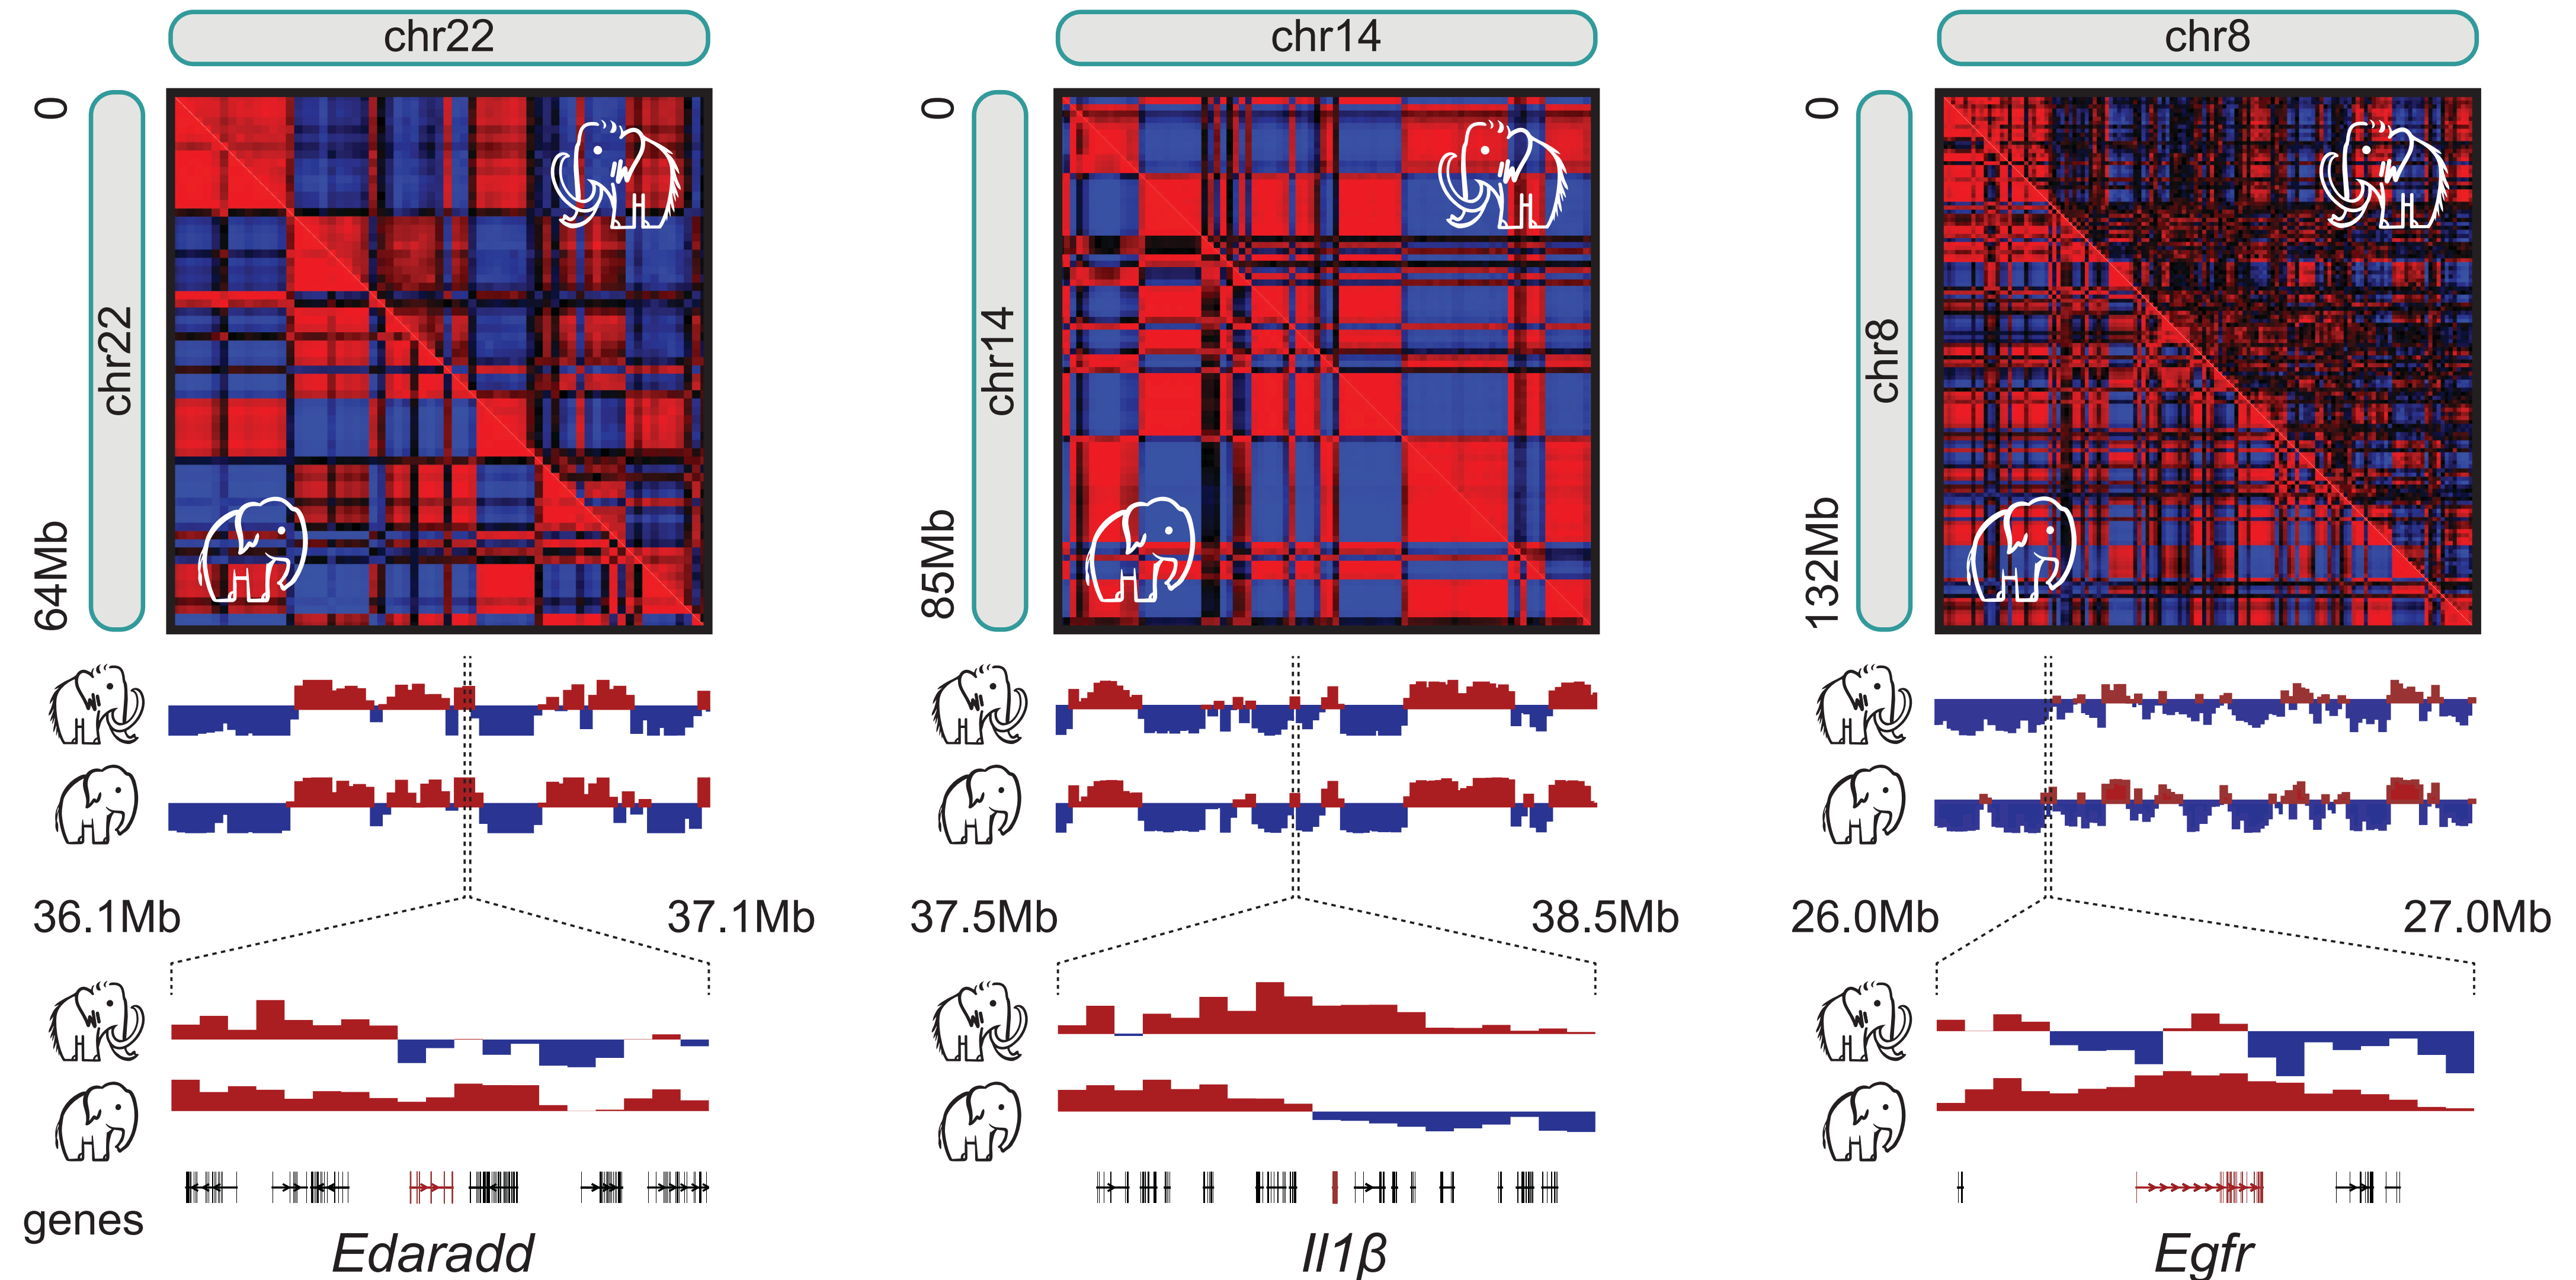 chr22
chr14
chr8
0
chr22
64Mb
0
chr14
85Mb
0
chr8
132Mb
36.1Mb
37.1Mb
37.5Mb
38.5Mb
26.0Mb
27.0Mb
genes
Edaradd
Il1β
Egfr